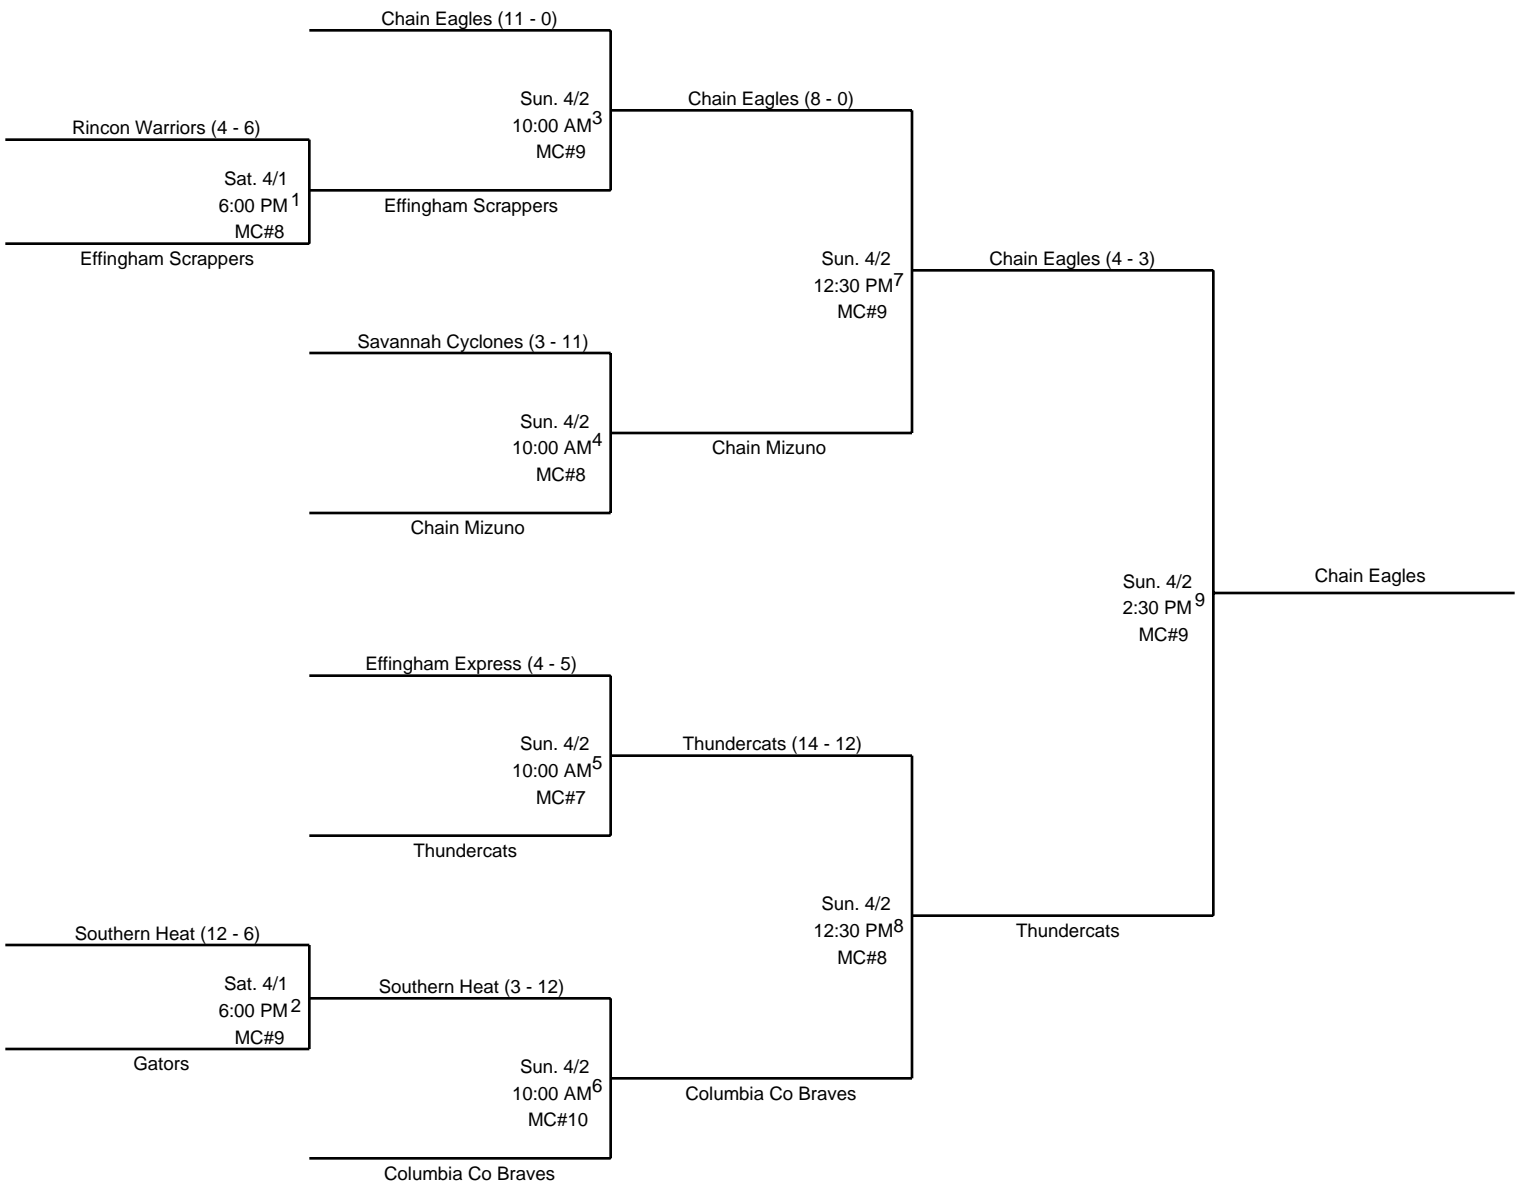 Chain Eagles (11 - 0)
Sun. 4/2
10:00 AM 3
MC#9
Chain Eagles (8 - 0)
Rincon Warriors (4 - 6)
Sat. 4/1
6:00 PM 1
MC#8
Effingham Scrappers
Effingham Scrappers
Sun. 4/2
12:30 PM 7
MC#9
Chain Eagles (4 - 3)
Savannah Cyclones (3 - 11)
Sun. 4/2
10:00 AM 4
MC#8
Chain Mizuno
Chain Mizuno
Sun. 4/2
2:30 PM 9
MC#9
Chain Eagles
Effingham Express (4 - 5)
Sun. 4/2
10:00 AM 5
MC#7
Thundercats (14 - 12)
Thundercats
Sun. 4/2
12:30 PM 8
MC#8
Thundercats
Southern Heat (12 - 6)
Sat. 4/1
6:00 PM 2
MC#9
Gators
Southern Heat (3 - 12)
Sun. 4/2
10:00 AM 6
MC#10
Columbia Co Braves
Columbia Co Braves